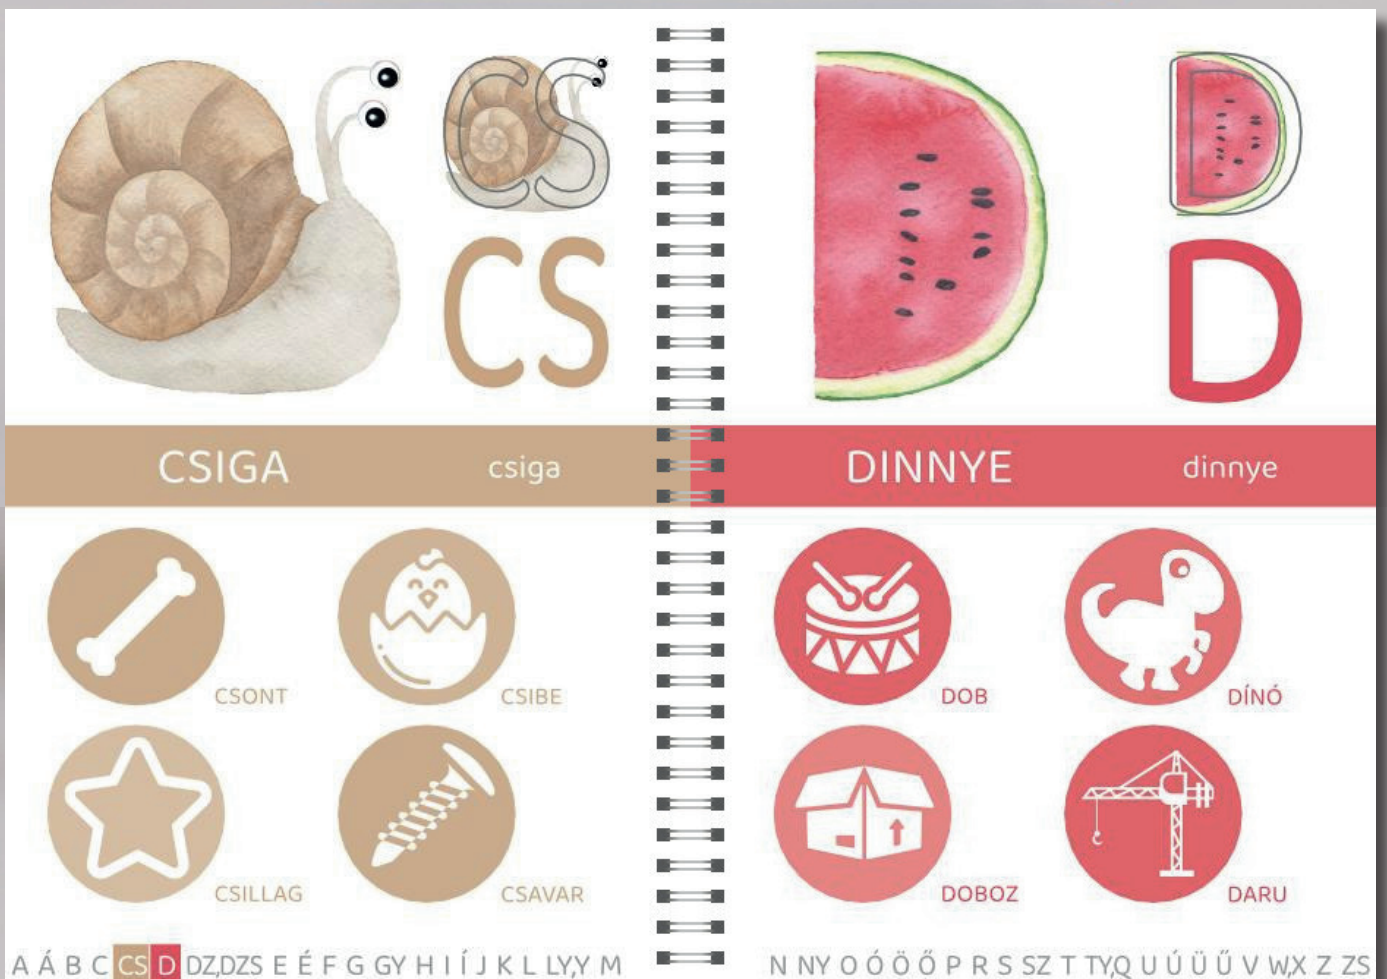 CS
CS
CSIGA csiga
CSONT
CSIBE
CSILLAG
CSAVAR
A Á B C CS D DZ,DZS E É F G GY H I Í J K L LY,Y M
D
D
DINNYE dinnye
DOB
DÍNÓ
DOBOZ
DARU
N NY O Ó Ö Ő P R S SZ T TY,Q U Ú Ü Ű V W,X Z ZS